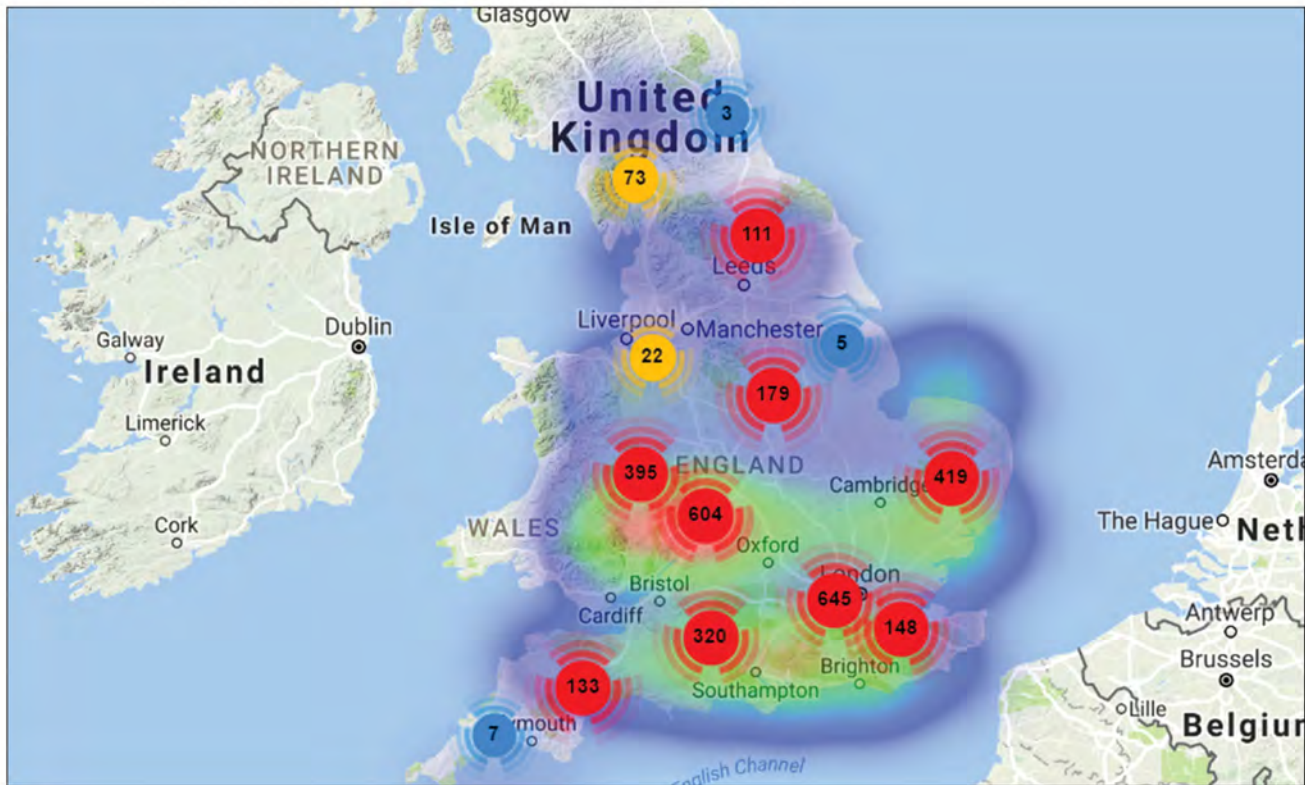 Glasgow
United
Kingdom
3
NORTHERN
IRELAND
73
Isle of Man
111
Leeds
Liverpool
Manchester
Dublin
5
Galway
22
Ireland
179
Limerick
395
ENGLAND
419
Cambridge
Amsterda
604
The Hague
Cork
WALES
Neth
Oxford
London
Bristol
645
Cardiff
Antwerp
148
320
Brussels
Brighton
133
Southampton
Lille
7
ymouth
Belgium
English Channel